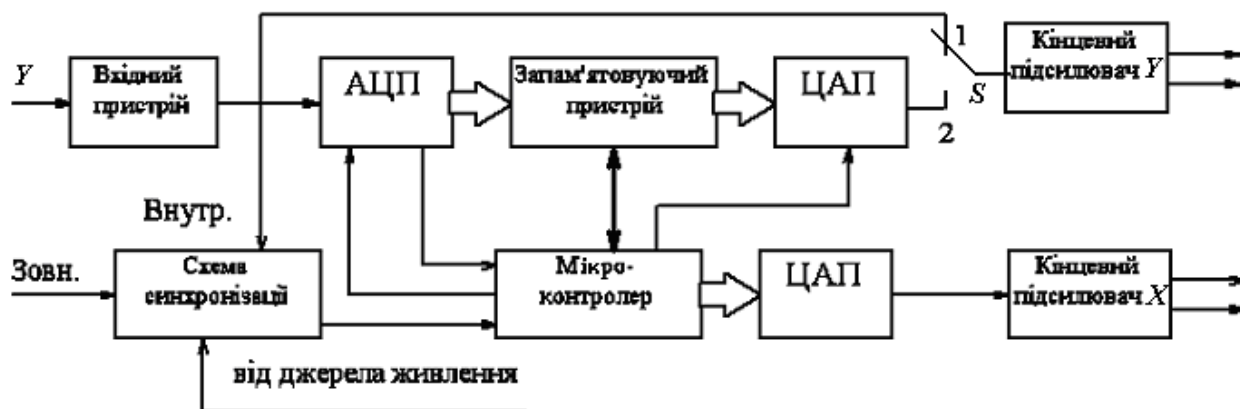 Y
Вхідний
пристрій
АЦП
Запам'ятовуючий
пристрій
ЦАП
1
S
2
Кінцевий
підсилювач Y
Внутр.
Зовн.
Схема
синхронізації
Мікро-
контролер
ЦАП
Кінцевий
підсилювач X
від джерела живлення